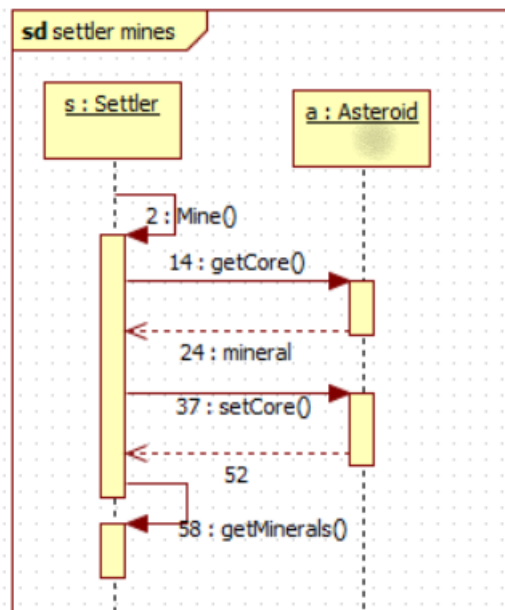 sd settler mines
s : Settler
a : Asteroid
2 : Mine()
14 : getCore()
24 : mineral
37 : setCore()
52
58 : getMinerals()